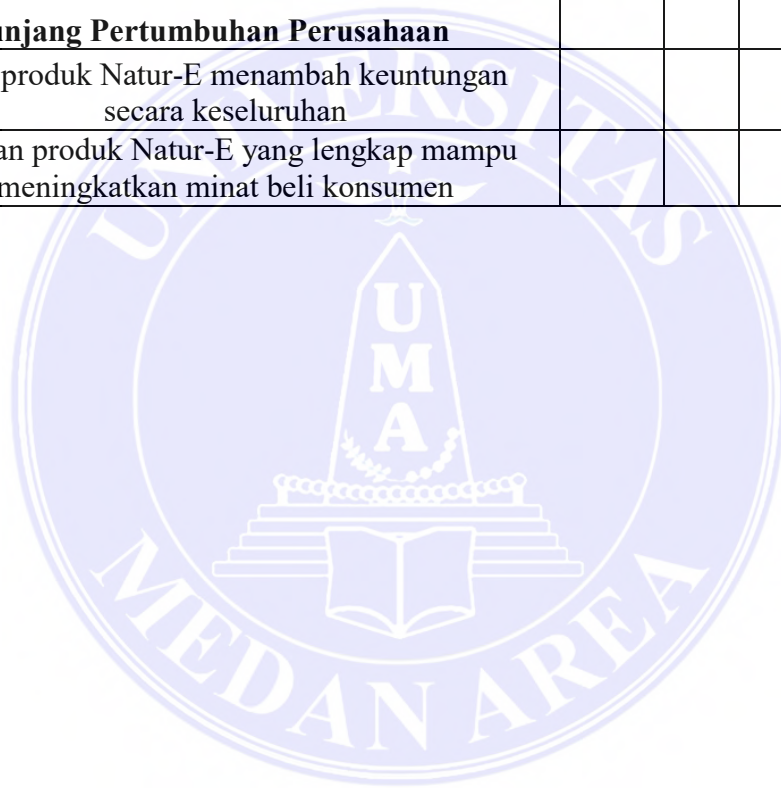 njang Pertumbuhan Perusahaan
produk Natur-E menambah keuntungan
secara keseluruhan
an produk Natur-E yang lengkap mampu
meningkatkan minat beli konsumen
UNIVERSITAS
U
M
A
MEDAN AREA